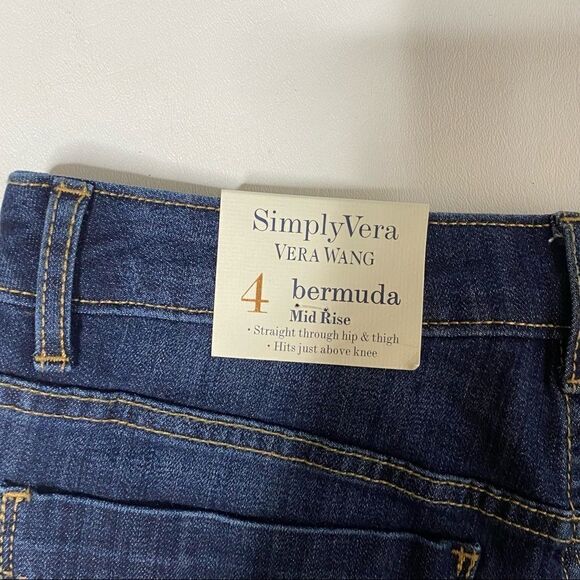 SimplyVera
VERA WANG
4 bermuda
Mid Rise
• Straight through hip & thigh
• Hits just above knee